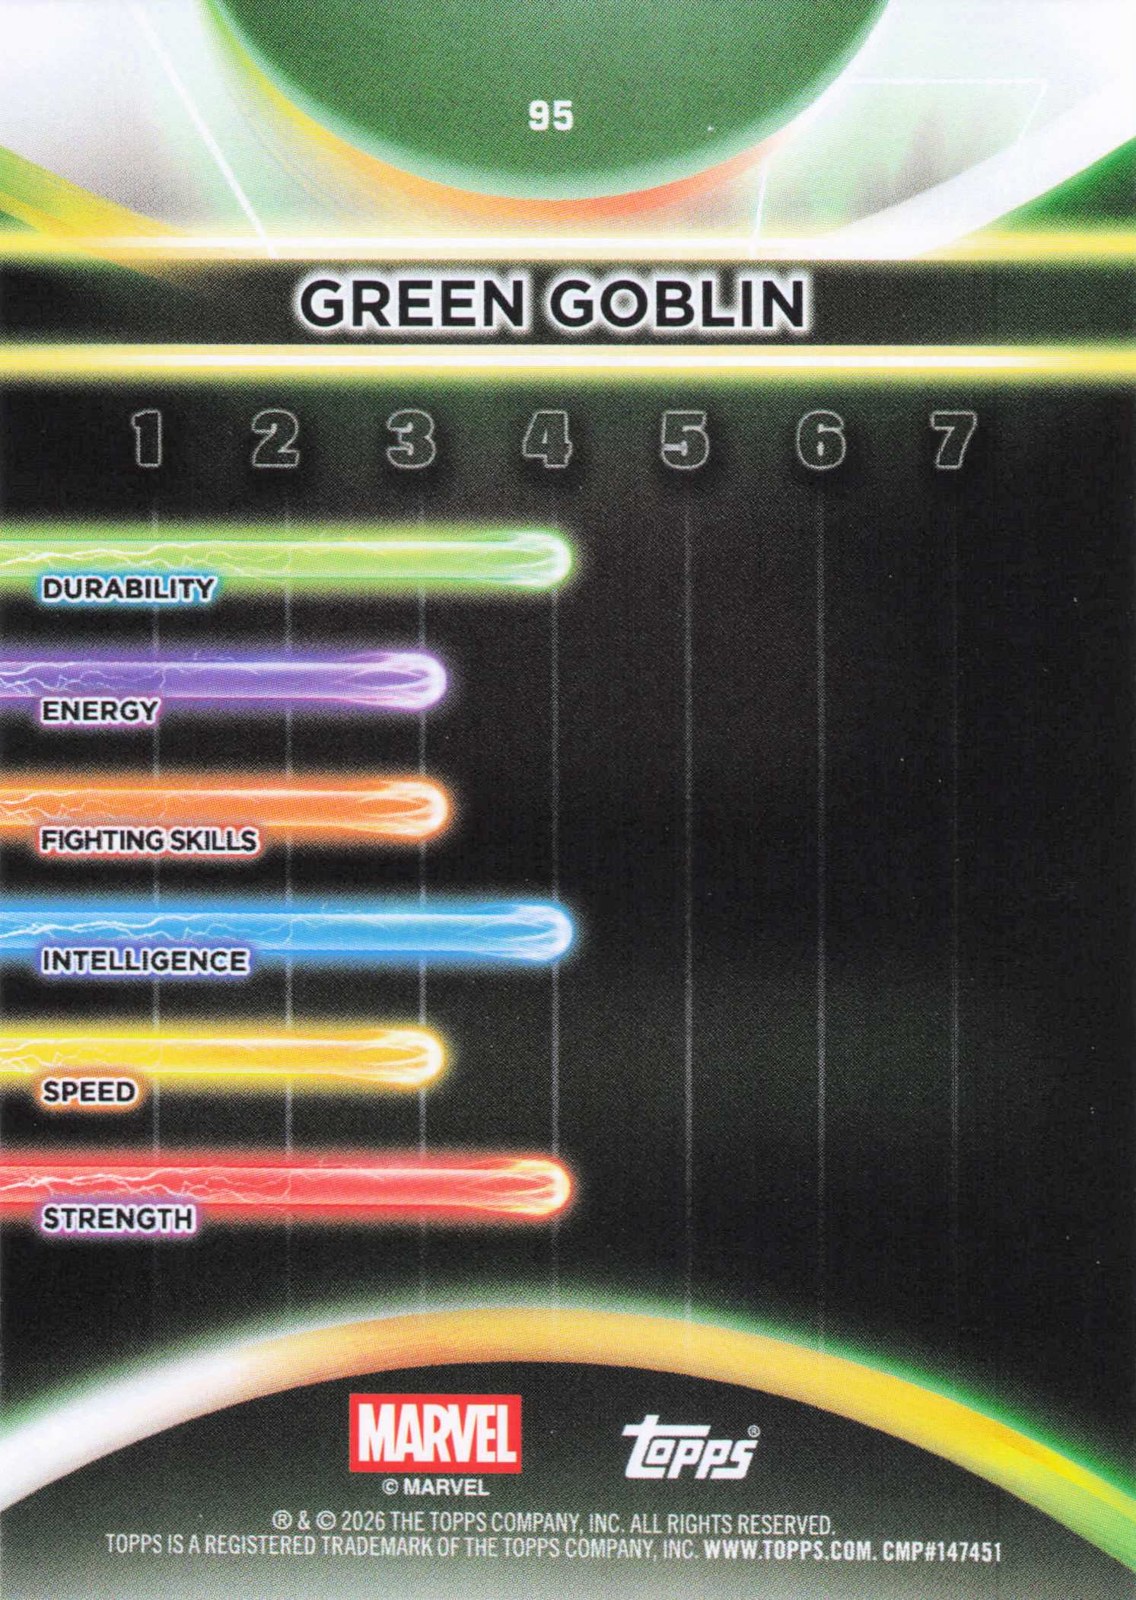 95
GREEN GOBLIN
1 2 3 4 5 6 7
DURABILITY
ENERGY
FIGHTING SKILLS
INTELLIGENCE
SPEED
STRENGTH
MARVEL
TOPPS®
© MARVEL
® & © 2026 THE TOPPS COMPANY, INC. ALL RIGHTS RESERVED.
TOPPS IS A REGISTERED TRADEMARK OF THE TOPPS COMPANY, INC. WWW.TOPPS.COM. CMP#147451